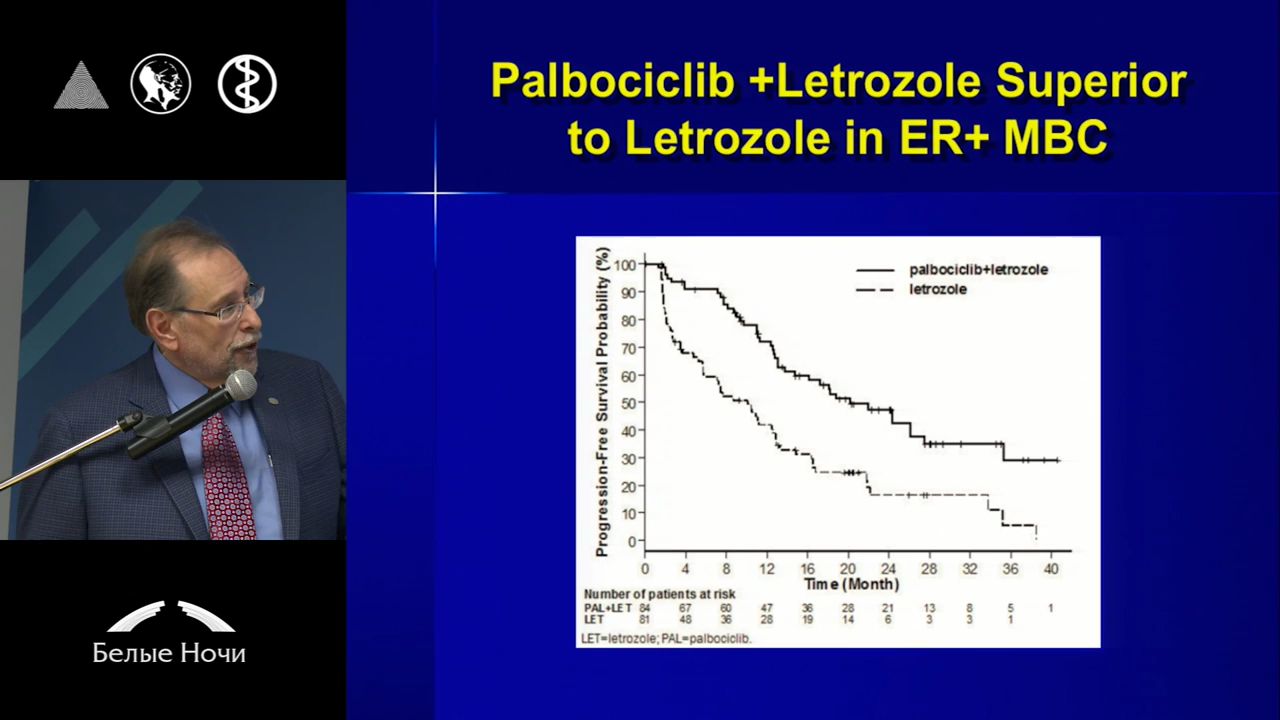 Palbociclib +Letrozole Superior
to Letrozole in ER+ MBC
Progression-Free Survival Probability (%)
100
90
80
70
60
50
40
30
20
10
0
palbociclib+letrozole
letrozole
0 4 8 12 16 20 24 28 32 36 40
Time (Month)
Number of patients at risk
PAL+LET 84 67 60 47 36 28 21 13 8 5 1
LET 81 48 36 28 19 14 6 3 3 1
LET=letrozole; PAL=palbociclib.
Белые Ночи